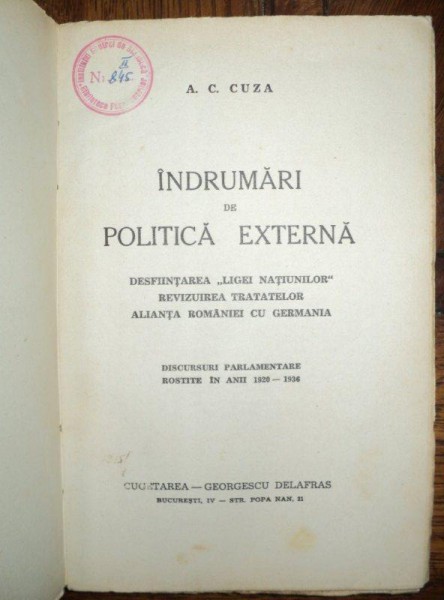 N: 845
II
A. C. CUZA
ÎNDRUMĂRI
DE
POLITICĂ EXTERNĂ
DESFIINȚAREA „LIGEI NAȚIUNILOR"
REVIZUIREA TRATATELOR
ALIANȚA ROMÂNIEI CU GERMANIA
DISCURSURI PARLAMENTARE
ROSTITE ÎN ANII 1920 — 1936
CUGETAREA — GEORGESCU DELAFRAS
BUCUREȘTI, IV — STR. POPA NAN, 21